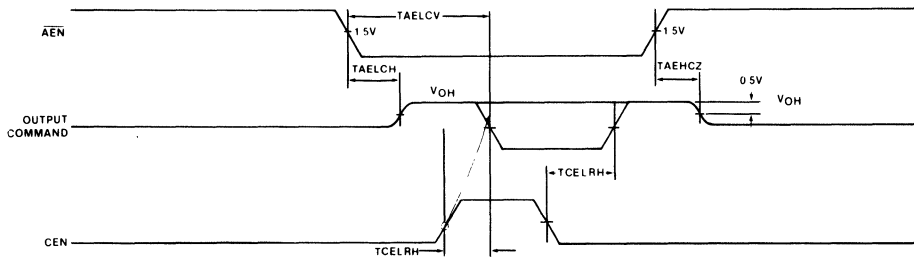 TAELCV
AEN
1.5V
1.5V
TAELCH
TAEHCZ
0 5V
VOH
VOH
OUTPUT
COMMAND
TCELRH
CEN
TCELRH